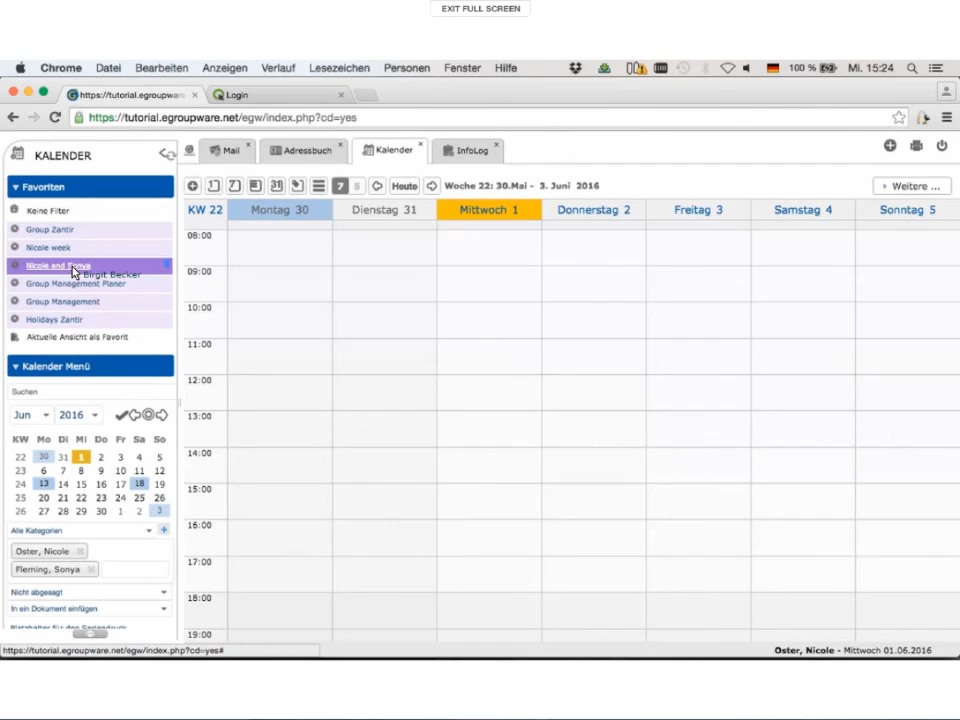 EXIT FULL SCREEN
Chrome Datei Bearbeiten Anzeigen Verlauf Lesezeichen Personen Fenster Hilfe 100 % Mi. 15:24
https://tutorial.egroupware × Login ×
https://tutorial.egroupware.net/egw/index.php?cd=yes
KALENDER
Mail × Adressbuch × Kalender × InfoLog ×
Favoriten
7 5 Heute Woche 22: 30.Mai - 3. Juni 2016 Weitere ...
Keine Filter
KW 22 Montag 30 Dienstag 31 Mittwoch 1 Donnerstag 2 Freitag 3 Samstag 4 Sonntag 5
Group Zantir
Nicole week
Nicole and Sonya
Birgit Becker
Group Management Planer
Group Management
Holidays Zantir
Aktuelle Ansicht als Favorit
Kalender Menü
Suchen
Jun 2016
KW Mo Di Mi Do Fr Sa So
22 30 31 1 2 3 4 5
23 6 7 8 9 10 11 12
24 13 14 15 16 17 18 19
25 20 21 22 23 24 25 26
26 27 28 29 30 1 2 3
Alle Kategorien +
Oster, Nicole ×
Fleming, Sonya ×
Nicht abgesagt
In ein Dokument einfügen
Platzhalter für den Seriendruck
08:00
09:00
10:00
11:00
12:00
13:00
14:00
15:00
16:00
17:00
18:00
19:00
https://tutorial.egroupware.net/egw/index.php?cd=yes#
Oster, Nicole - Mittwoch 01.06.2016